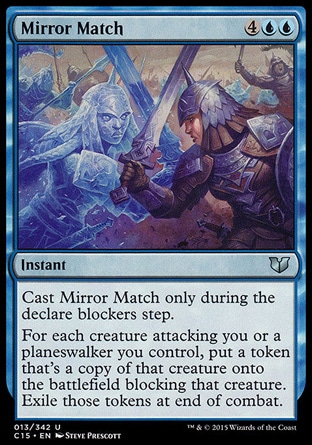 Mirror Match 4
Instant
Cast Mirror Match only during the
declare blockers step.
For each creature attacking you or a
planeswalker you control, put a token
that's a copy of that creature onto
the battlefield blocking that creature.
Exile those tokens at end of combat.
013/342 U
C15 • EN Steve Prescott
™ & © 2015 Wizards of the Coast